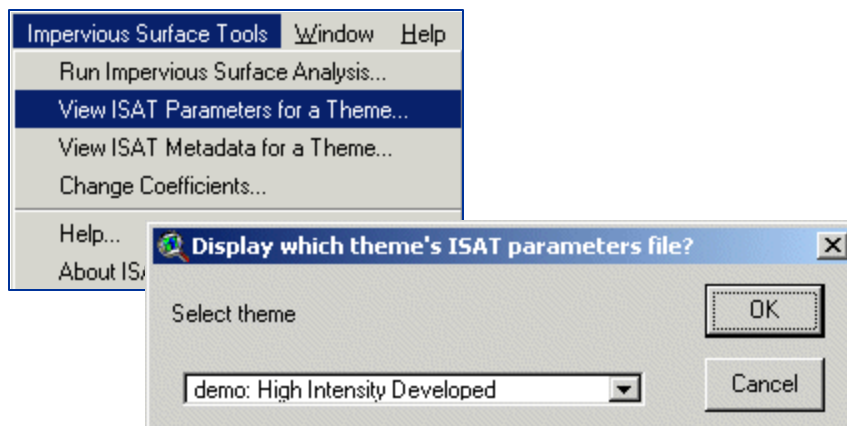 Impervious Surface Tools Window Help
Run Impervious Surface Analysis...
View ISAT Parameters for a Theme...
View ISAT Metadata for a Theme...
Change Coefficients...
Help...
About ISA
Display which theme's ISAT parameters file?
Select theme
OK
demo: High Intensity Developed
Cancel